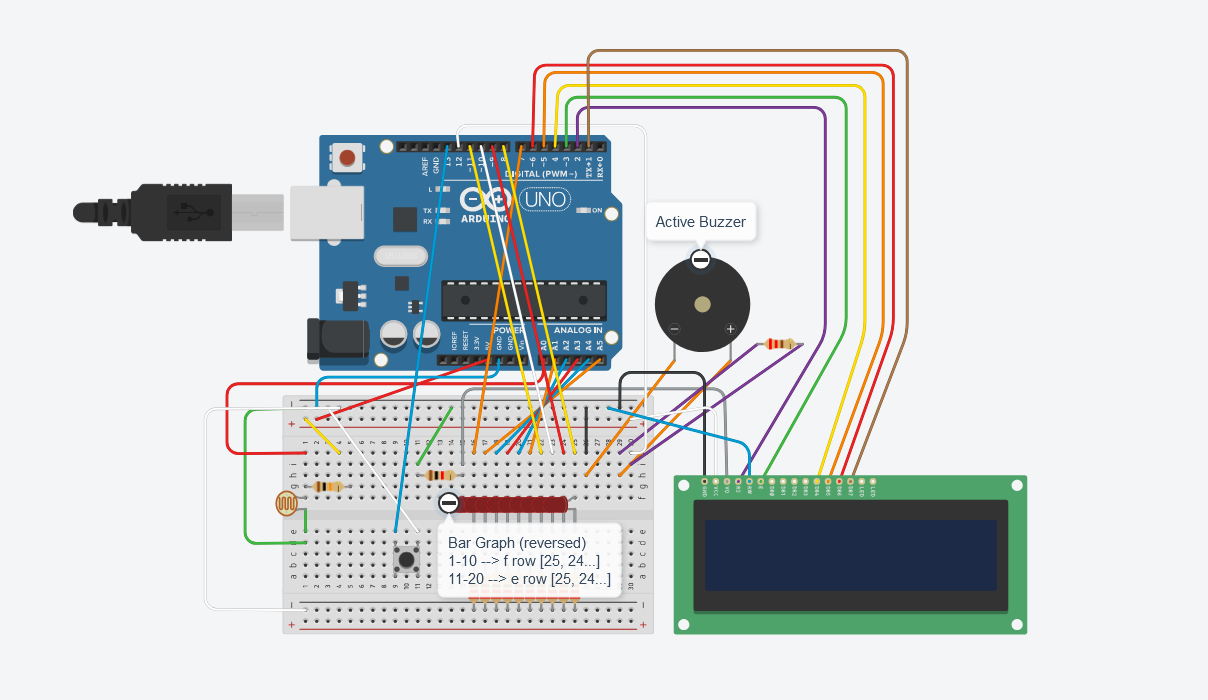 AREF
GND
13
12
~11
~10
~9
8
7
~6
~5
4
~3
2
TX→1
RX←0
DIGITAL (PWM ~)
L
TX
RX
ARDUINO
UNO
ON
Active Buzzer
POWER
ANALOG IN
IOREF
RESET
3.3V
5V
GND
GND
Vin
A0
A1
A2
A3
A4
A5
Bar Graph (reversed)
1-10 --> f row [25, 24...]
11-20 --> e row [25, 24...]
GND
VCC
VO
RS
RW
E
DB0
DB1
DB2
DB3
DB4
DB5
DB6
DB7
LED
LED